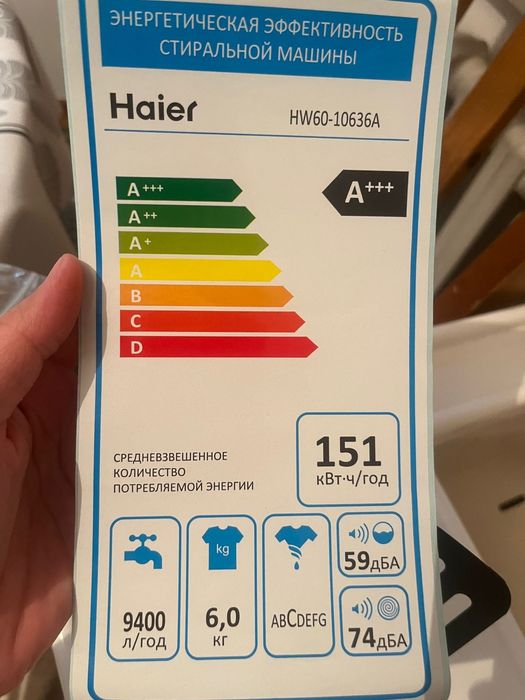 ЭНЕРГЕТИЧЕСКАЯ ЭФФЕКТИВНОСТЬ
СТИРАЛЬНОЙ МАШИНЫ
Haier
HW60-10636A
A+++
A+++
A++
A+
A
B
C
D
СРЕДНЕВЗВЕШЕННОЕ
КОЛИЧЕСТВО
ПОТРЕБЛЯЕМОЙ ЭНЕРГИИ
151
кВт·ч/год
kg
9400
л/год
6,0
кг
ABCDEFG
59дБА
74дБА